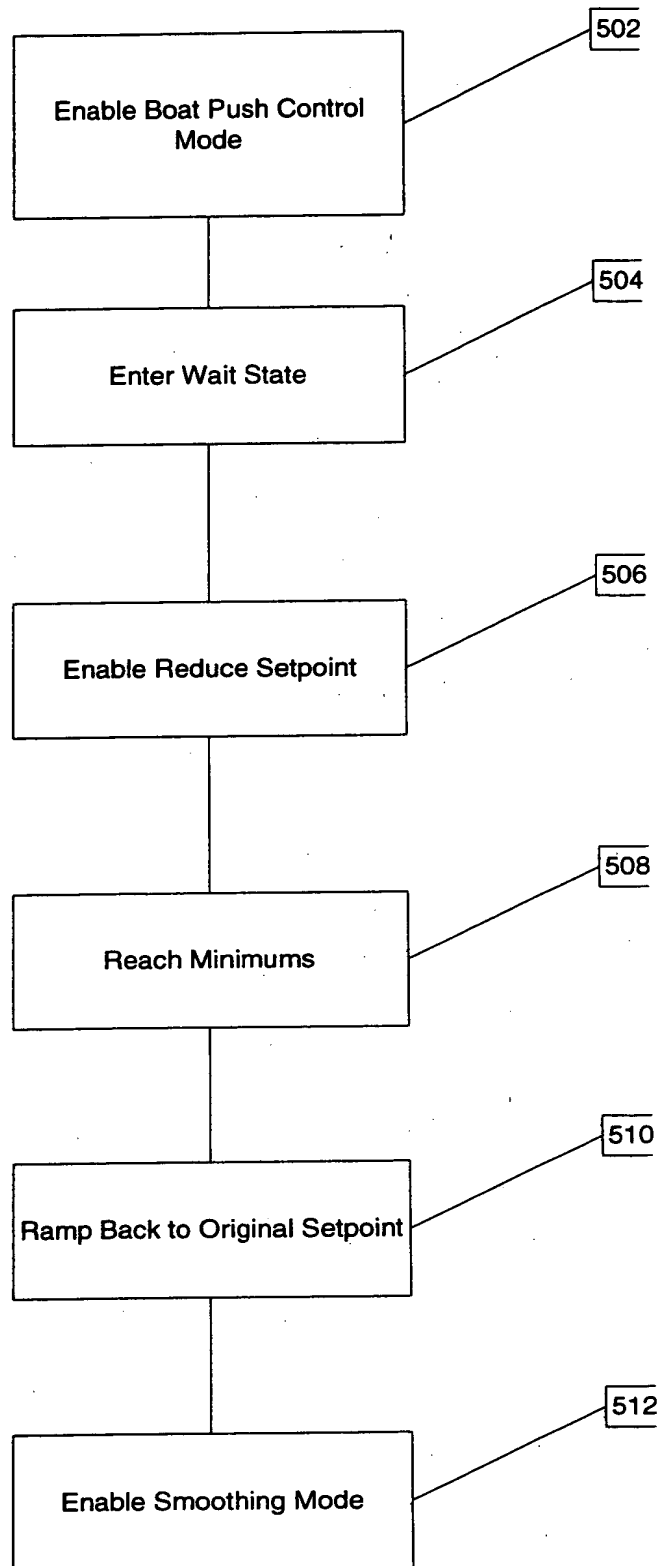 502
Enable Boat Push Control
Mode
504
Enter Wait State
506
Enable Reduce Setpoint
508
Reach Minimums
510
Ramp Back to Original Setpoint
512
Enable Smoothing Mode